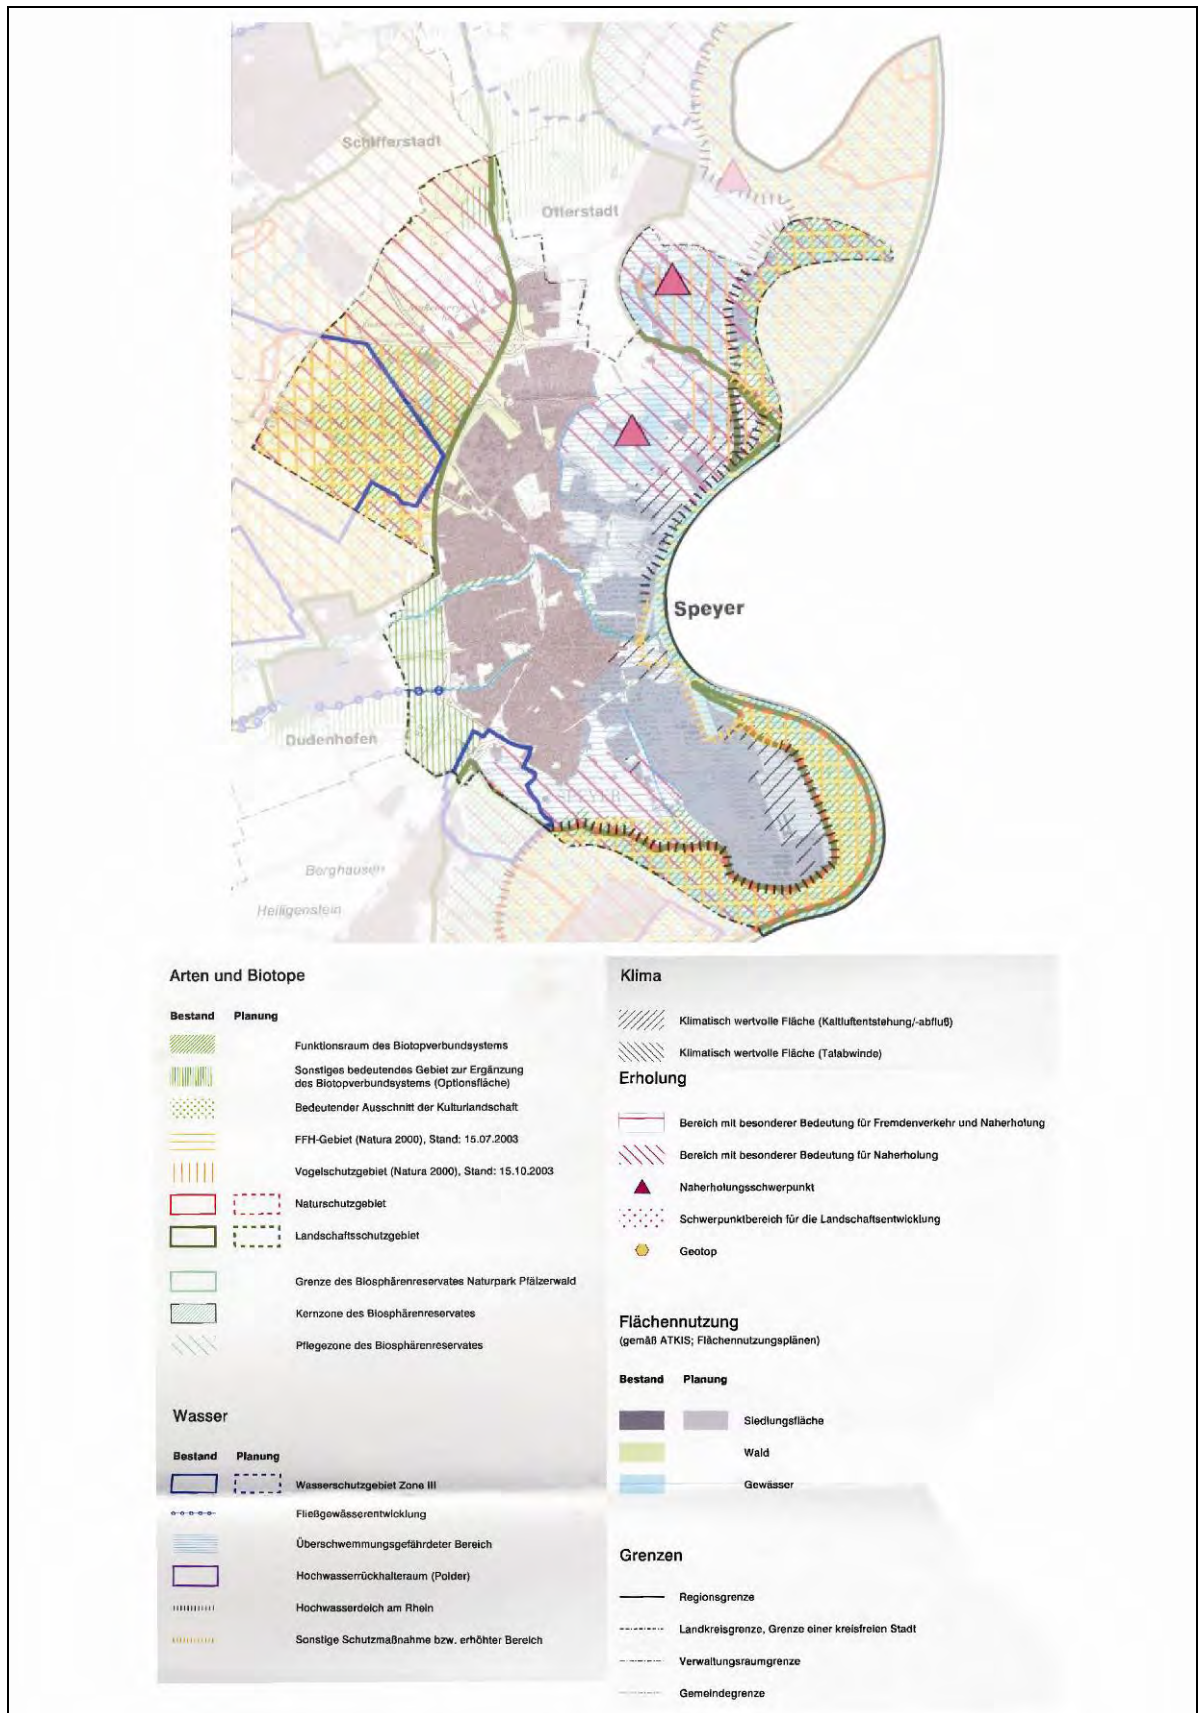 Schifferstadt
Otterstadt
Speyer
Dudenhofen
SPEYER
Berghausen
Heiligenstein
Arten und Biotope
Bestand Planung
Funktionsraum des Biotopverbundsystems
Sonstiges bedeutendes Gebiet zur Ergänzung
des Biotopverbundsystems (Optionsfläche)
Bedeutender Ausschnitt der Kulturlandschaft
FFH-Gebiet (Natura 2000), Stand: 15.07.2003
Vogelschutzgebiet (Natura 2000), Stand: 15.10.2003
Naturschutzgebiet
Landschaftsschutzgebiet
Grenze des Biosphärenreservates Naturpark Pfälzerwald
Kernzone des Biosphärenreservates
Pflegezone des Biosphärenreservates
Wasser
Bestand Planung
Wasserschutzgebiet Zone III
Fließgewässerentwicklung
Überschwemmungsgefährdeter Bereich
Hochwasserrückhalteraum (Polder)
Hochwasserdeich am Rhein
Sonstige Schutzmaßnahme bzw. erhöhter Bereich
Klima
Klimatisch wertvolle Fläche (Kaltluftentstehung/-abfluß)
Klimatisch wertvolle Fläche (Talabwinde)
Erholung
Bereich mit besonderer Bedeutung für Fremdenverkehr und Naherholung
Bereich mit besonderer Bedeutung für Naherholung
Naherholungsschwerpunkt
Schwerpunktbereich für die Landschaftsentwicklung
Geotop
Flächennutzung
(gemäß ATKIS; Flächennutzungsplänen)
Bestand Planung
Siedlungsfläche
Wald
Gewässer
Grenzen
Regionsgrenze
Landkreisgrenze, Grenze einer kreisfreien Stadt
Verwaltungsraumgrenze
Gemeindegrenze